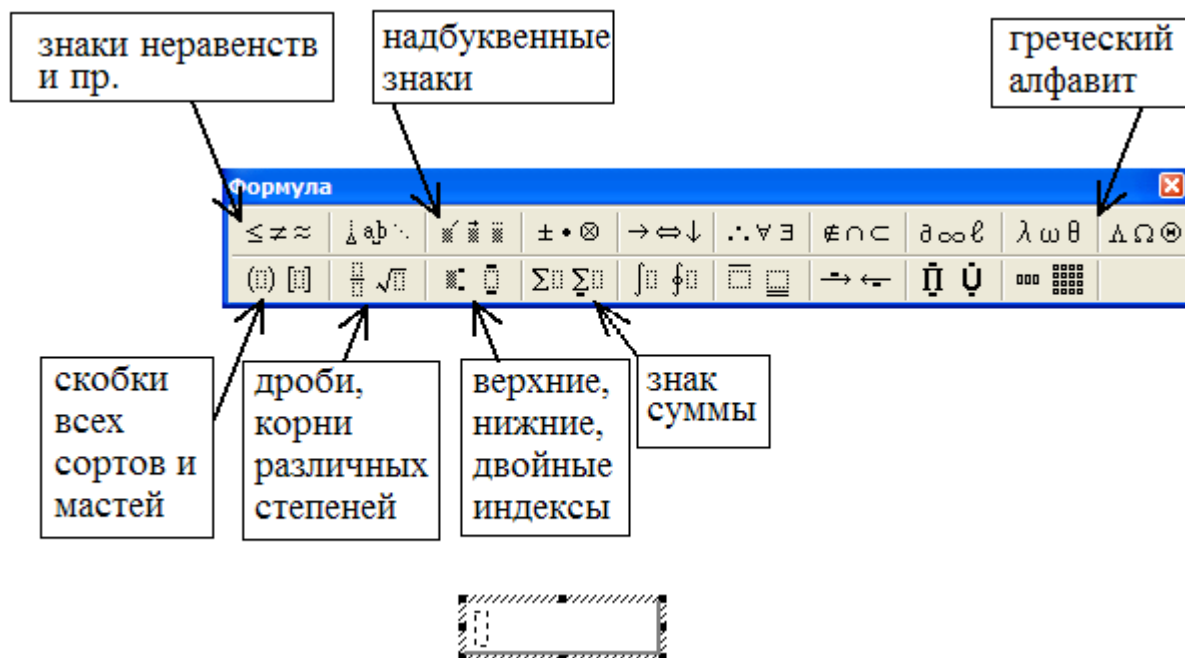 знаки неравенств
и пр.
надбуквенные
знаки
греческий
алфавит
Формула
≤ ≠ ≈ ab ⋱ ± • ⊗ → ⇔ ↓ ∴ ∀ ∃ ∉ ∩ ⊂ ∂ ∞ ℓ λ ω θ Λ Ω Θ
(▯) [▯] √▯ Σ▯ Σ▯ ∫▯ ∮▯ → ← Π Ụ
скобки
всех
сортов и
мастей
дроби,
корни
различных
степеней
верхние,
нижние,
двойные
индексы
знак
суммы